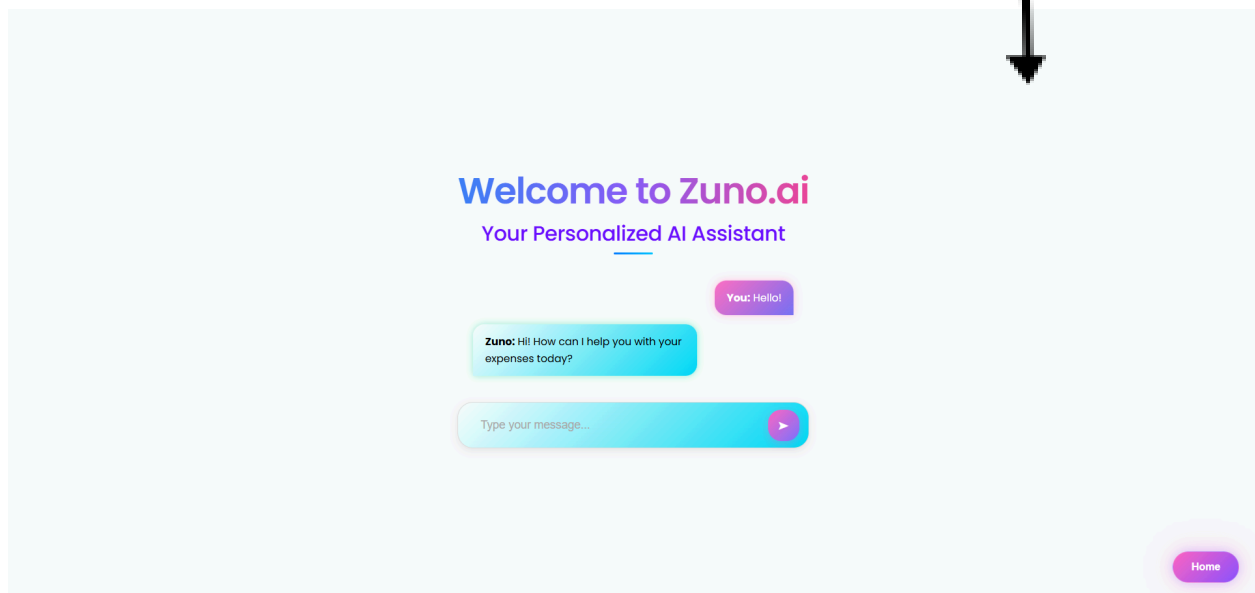 Welcome to Zuno.ai
Your Personalized AI Assistant
You: Hello!
Zuno: Hi! How can I help you with your
expenses today?
Type your message...
Home